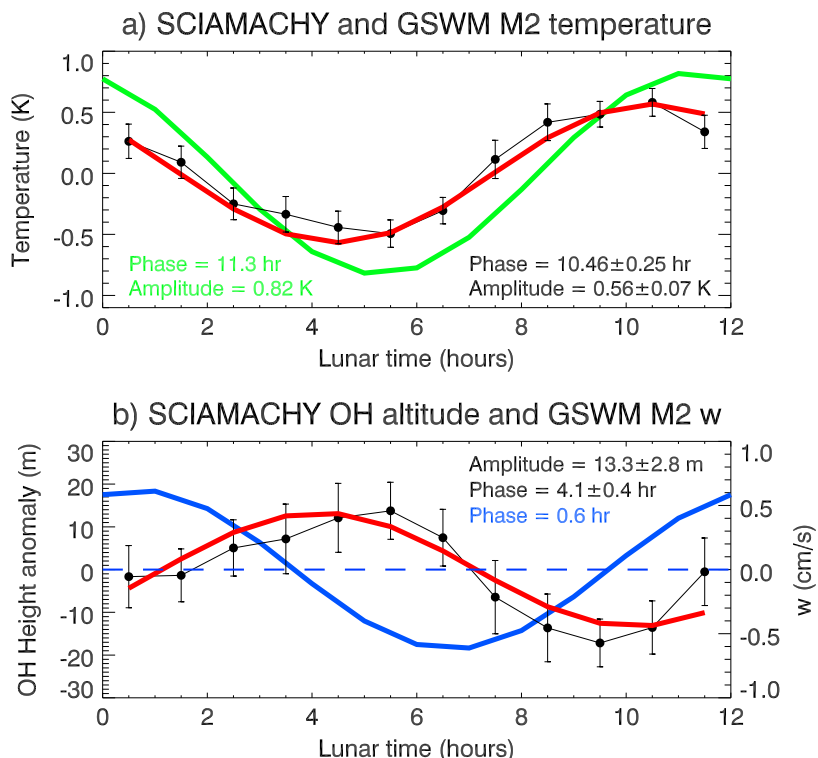 a) SCIAMACHY and GSWM M2 temperature
1.0
0.5
0.0
-0.5
-1.0
Temperature (K)
Phase = 11.3 hr
Amplitude = 0.82 K
Phase = 10.46±0.25 hr
Amplitude = 0.56±0.07 K
0 2 4 6 8 10 12
Lunar time (hours)
b) SCIAMACHY OH altitude and GSWM M2 w
30
20
10
0
-10
-20
-30
OH Height anomaly (m)
Amplitude = 13.3±2.8 m
Phase = 4.1±0.4 hr
Phase = 0.6 hr
1.0
0.5
0.0
-0.5
-1.0
w (cm/s)
0 2 4 6 8 10 12
Lunar time (hours)